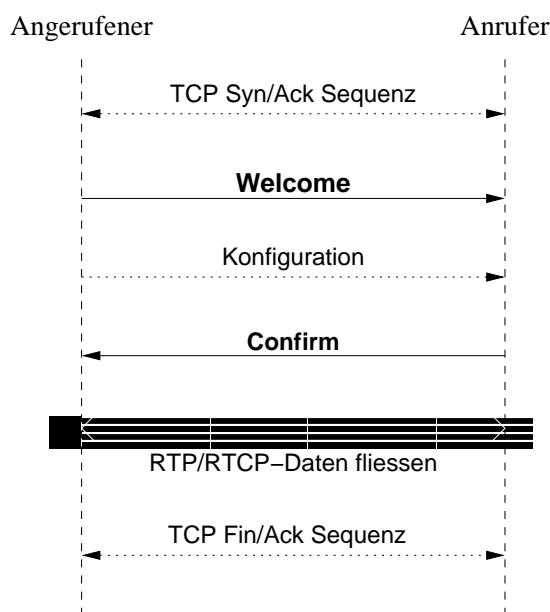 Angerufener
Anrufer
TCP Syn/Ack Sequenz
Welcome
Konfiguration
Confirm
RTP/RTCP−Daten fliessen
TCP Fin/Ack Sequenz